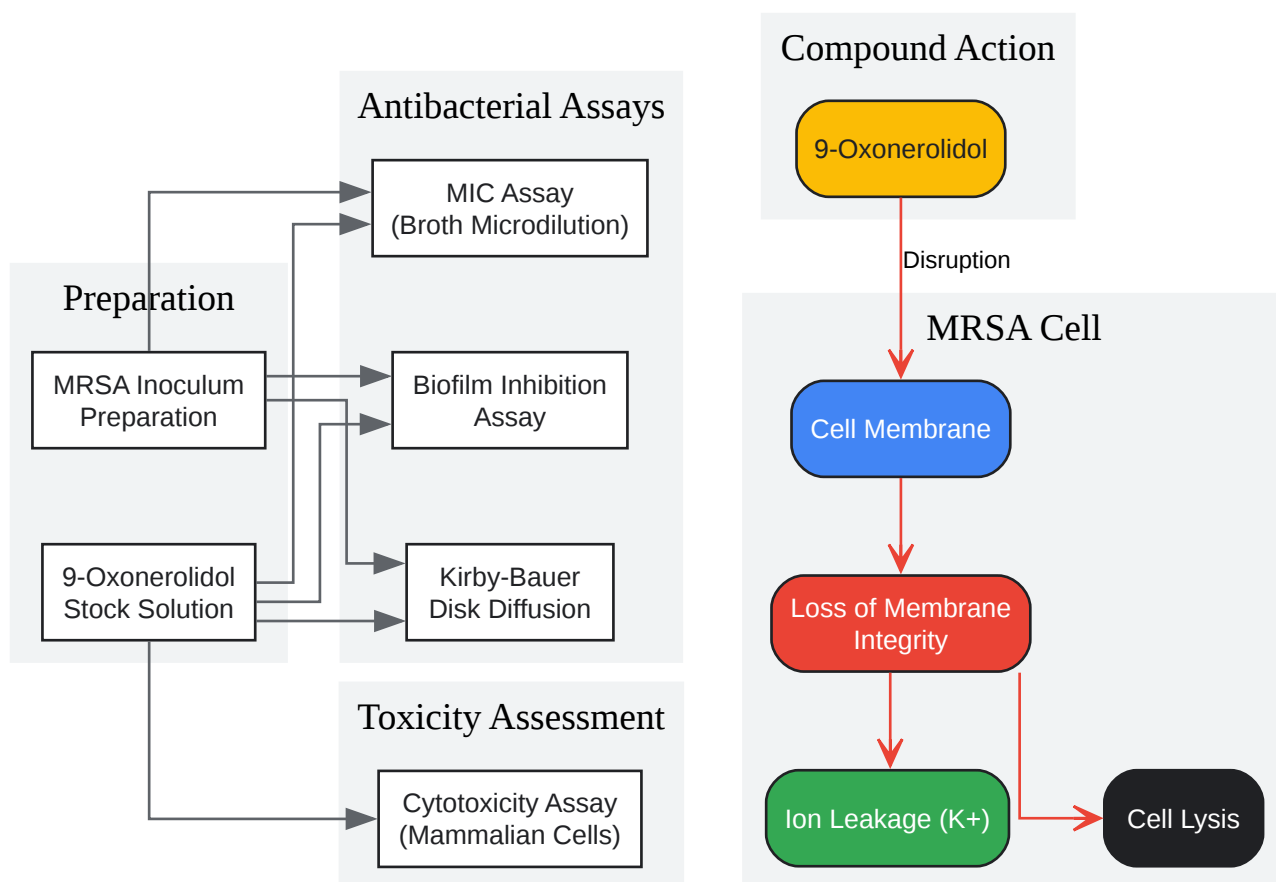 Preparation
MRSA Inoculum
Preparation
9-Oxonerolidol
Stock Solution
Antibacterial Assays
MIC Assay
(Broth Microdilution)
Biofilm Inhibition
Assay
Kirby-Bauer
Disk Diffusion
Toxicity Assessment
Cytotoxicity Assay
(Mammalian Cells)
Compound Action
9-Oxonerolidol
Disruption
MRSA Cell
Cell Membrane
Loss of Membrane
Integrity
Ion Leakage (K+)
Cell Lysis